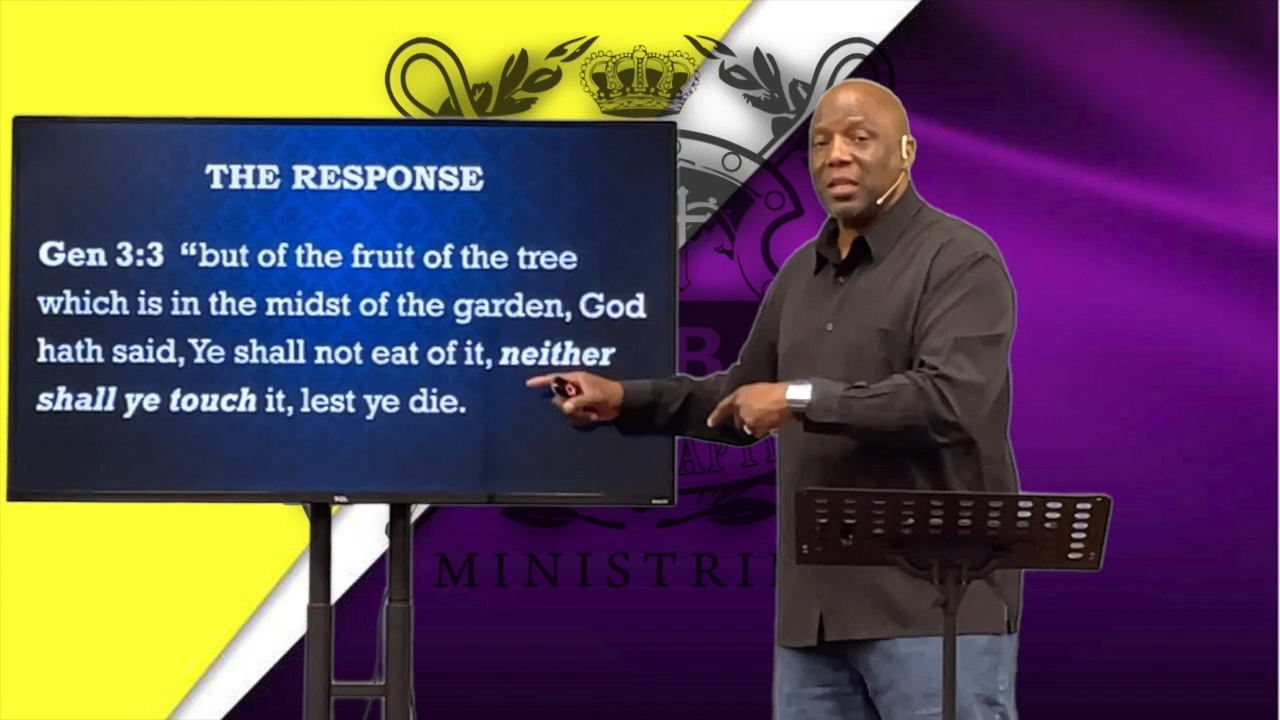 THE RESPONSE
Gen 3:3 “but of the fruit of the tree
which is in the midst of the garden, God
hath said, Ye shall not eat of it, neither
shall ye touch it, lest ye die.
TCL
MINISTRI